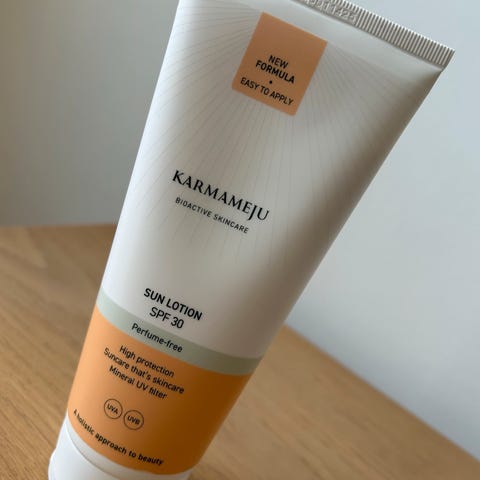 NEW
FORMULA
•
EASY TO APPLY
KARMAMEJU
BIOACTIVE SKINCARE
SUN LOTION
SPF 30
Perfume-free
High protection
Suncare that's skincare
Mineral UV filter
UVA UVB
A holistic approach to beauty